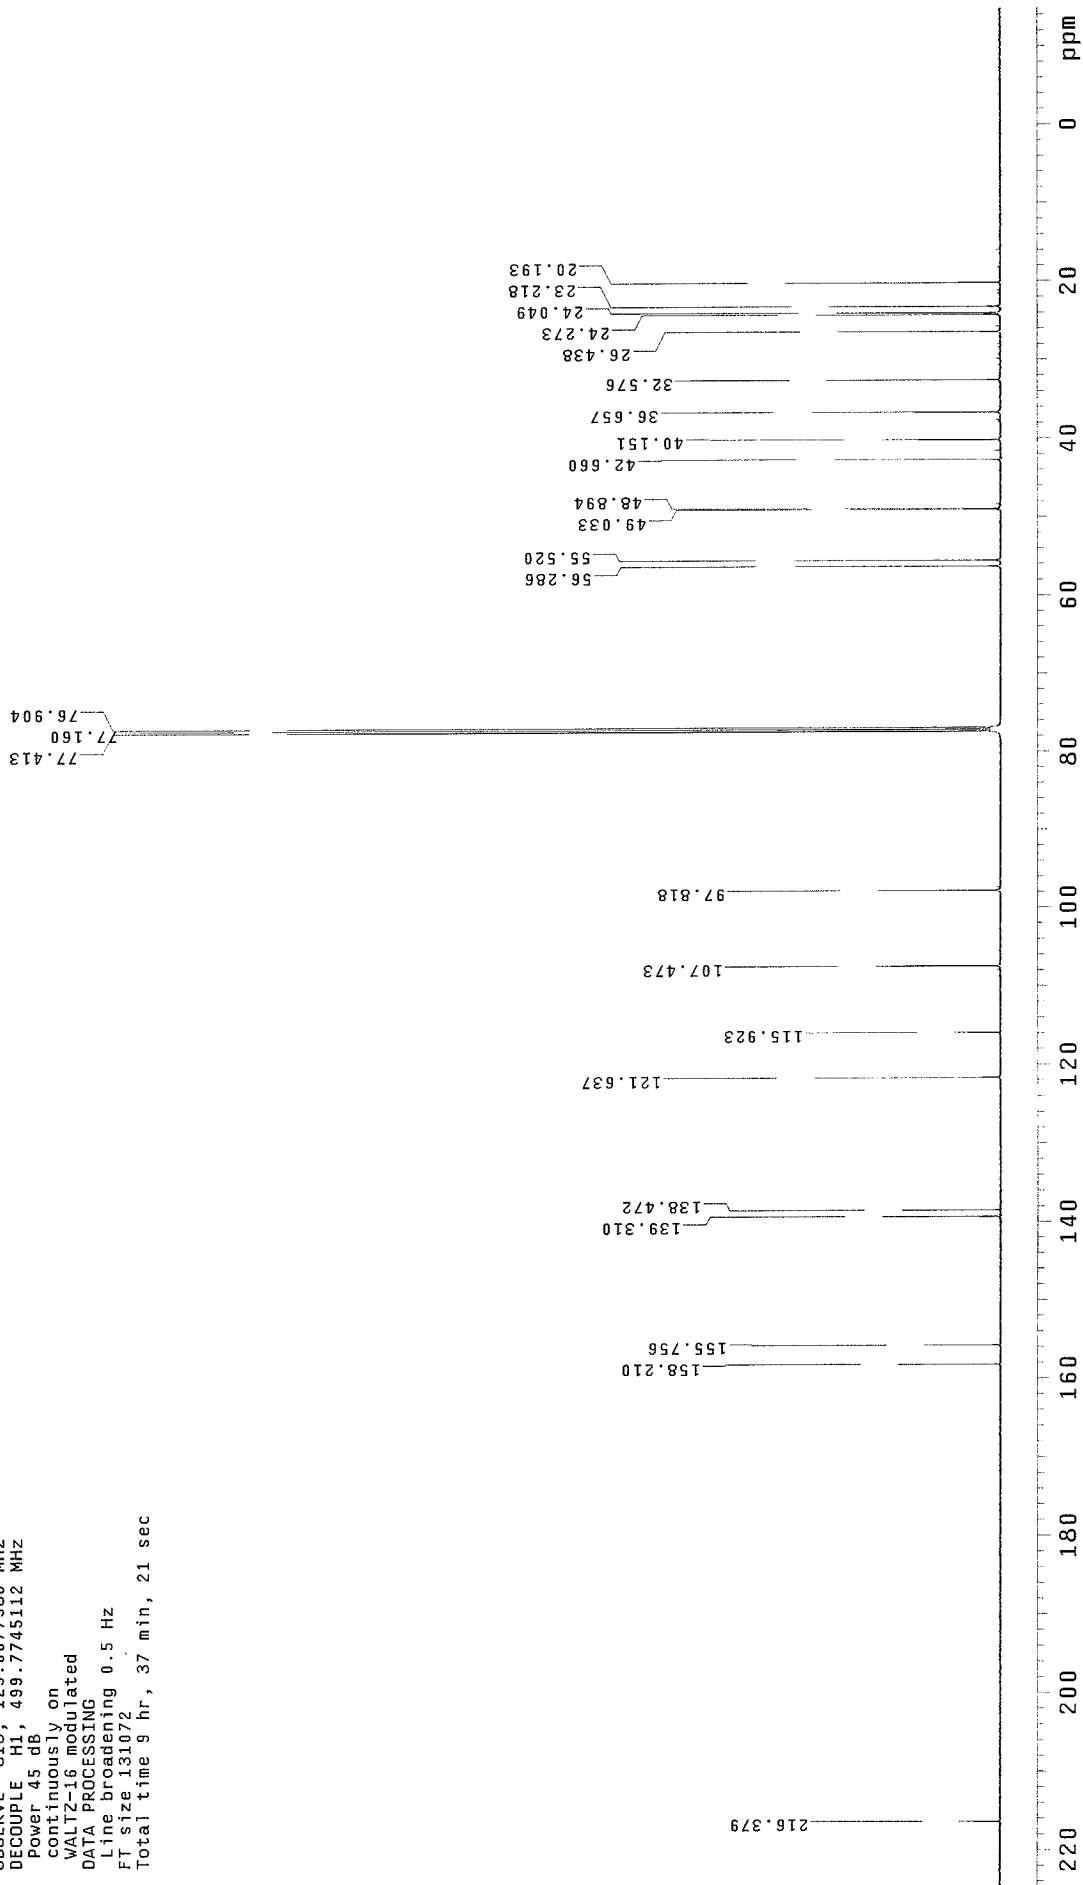 DECOUPLE H1, 499.7745112 MHz
Power 45 dB
continuously on
WALTZ-16 modulated
DATA PROCESSING
Line broadening 0.5 Hz
FT size 131072
Total time 9 hr, 37 min, 21 sec
216.379
158.210
155.756
139.310
138.472
121.637
115.923
107.473
97.818
77.413
77.160
76.904
56.286
55.520
49.033
48.894
42.660
40.151
36.657
32.576
26.438
24.273
24.049
23.218
20.193
220 200 180 160 140 120 100 80 60 40 20 0 ppm